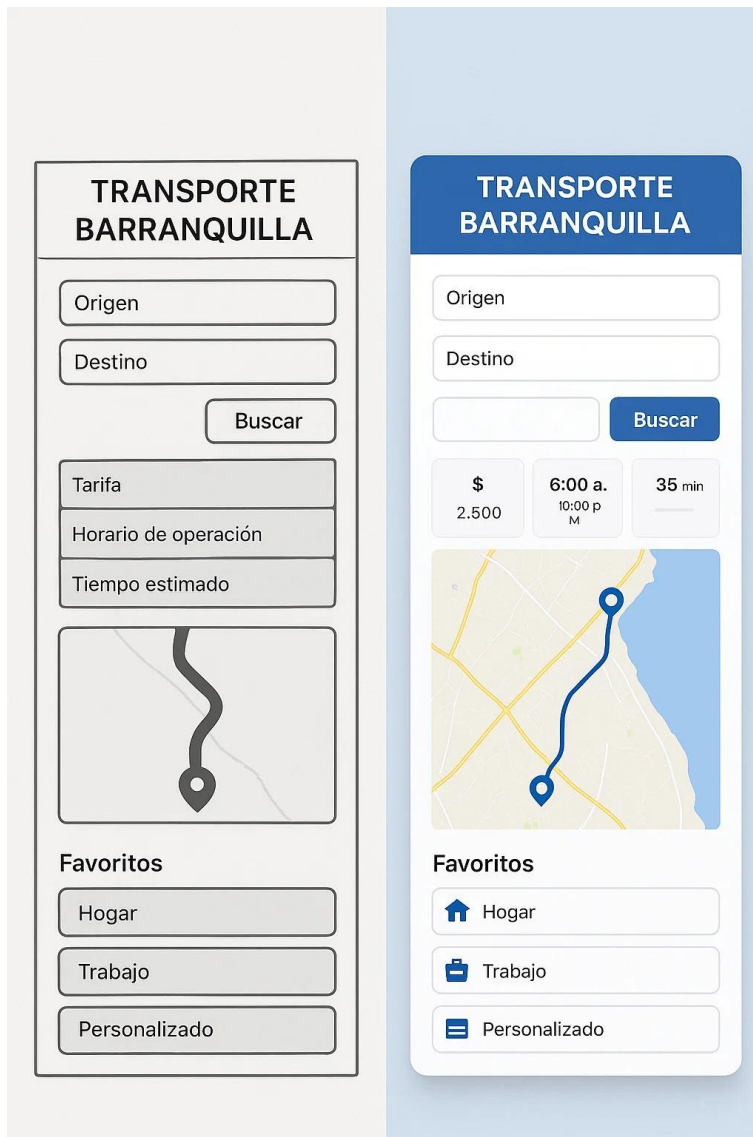 TRANSPORTE
BARRANQUILLA
Origen
Destino
Buscar
Tarifa
Horario de operación
Tiempo estimado
Favoritos
Hogar
Trabajo
Personalizado
TRANSPORTE
BARRANQUILLA
Origen
Destino
Buscar
$
2.500
6:00 a.
10:00 p
M
35 min
Favoritos
Hogar
Trabajo
Personalizado